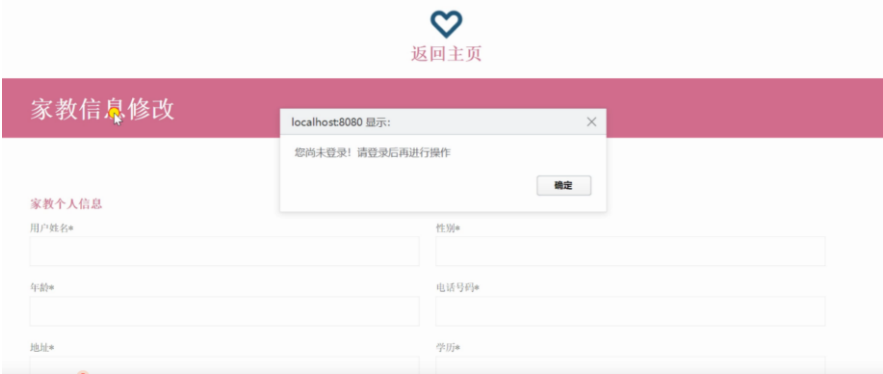 返回主页
家教信息修改
localhost:8080 显示:
您尚未登录！请登录后再进行操作
确定
家教个人信息
用户姓名*
性别*
年龄*
电话号码*
地址*
学历*